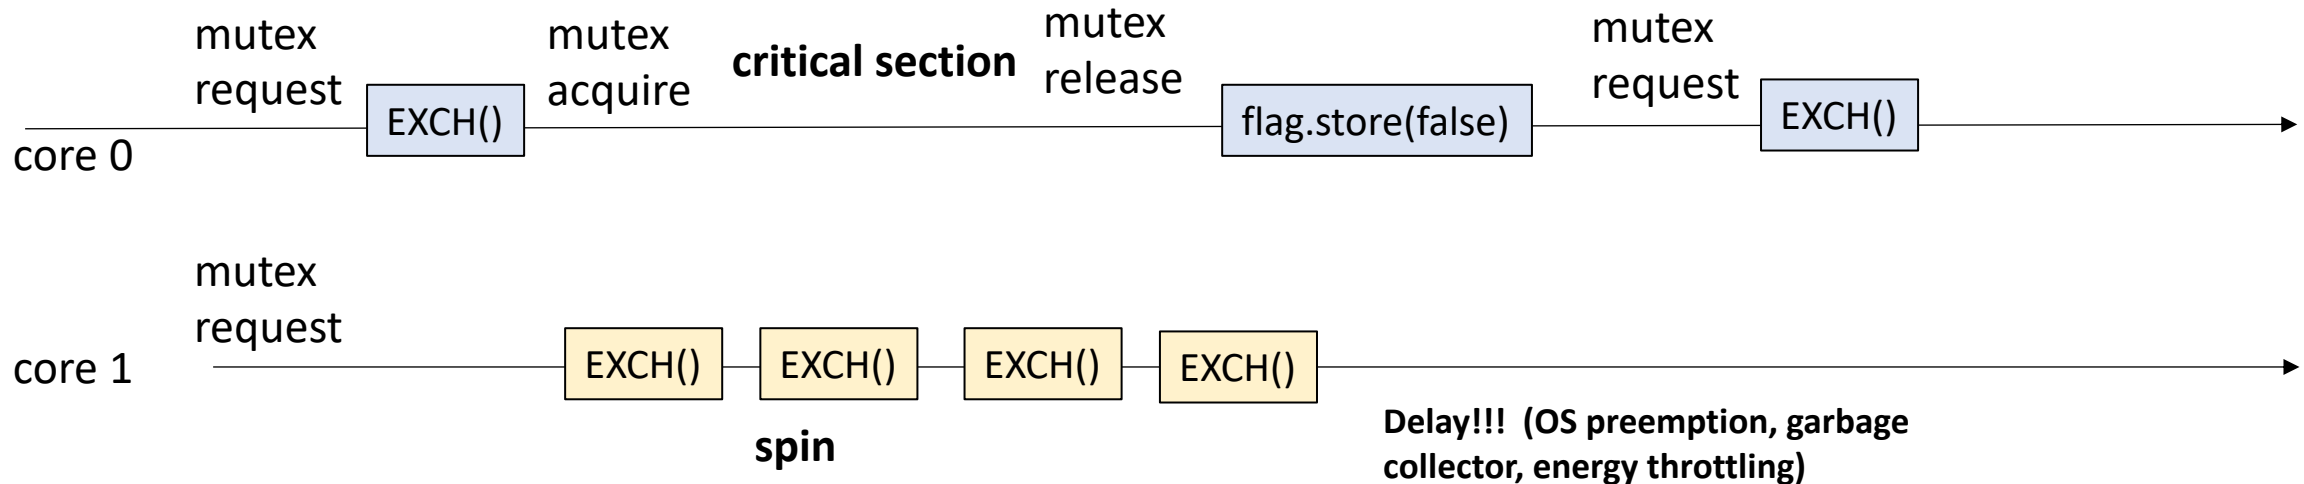 mutex
request
EXCH()
mutex
acquire
critical section
mutex
release
flag.store(false)
mutex
request
EXCH()
core 0
mutex
request
core 1
EXCH()
EXCH()
EXCH()
EXCH()
spin
Delay!!! (OS preemption, garbage
collector, energy throttling)